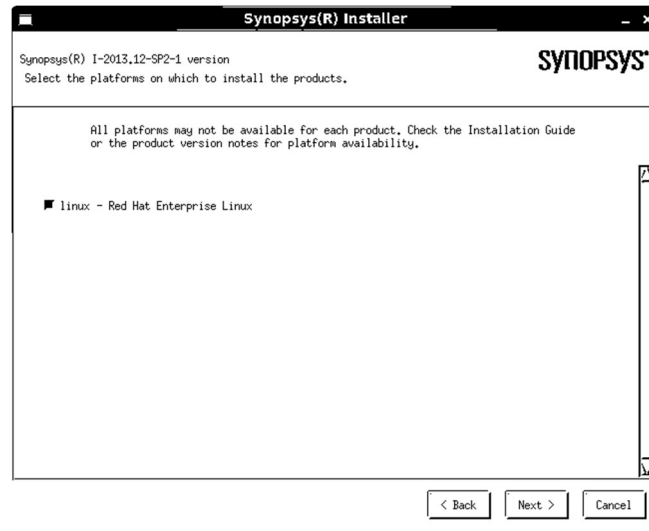 Synopsys(R) Installer
Synopsys(R) I-2013.12-SP2-1 version
Select the platforms on which to install the products.
SYNOPSYS
All platforms may not be available for each product. Check the Installation Guide
or the product version notes for platform availability.
linux - Red Hat Enterprise Linux
< Back
Next >
Cancel